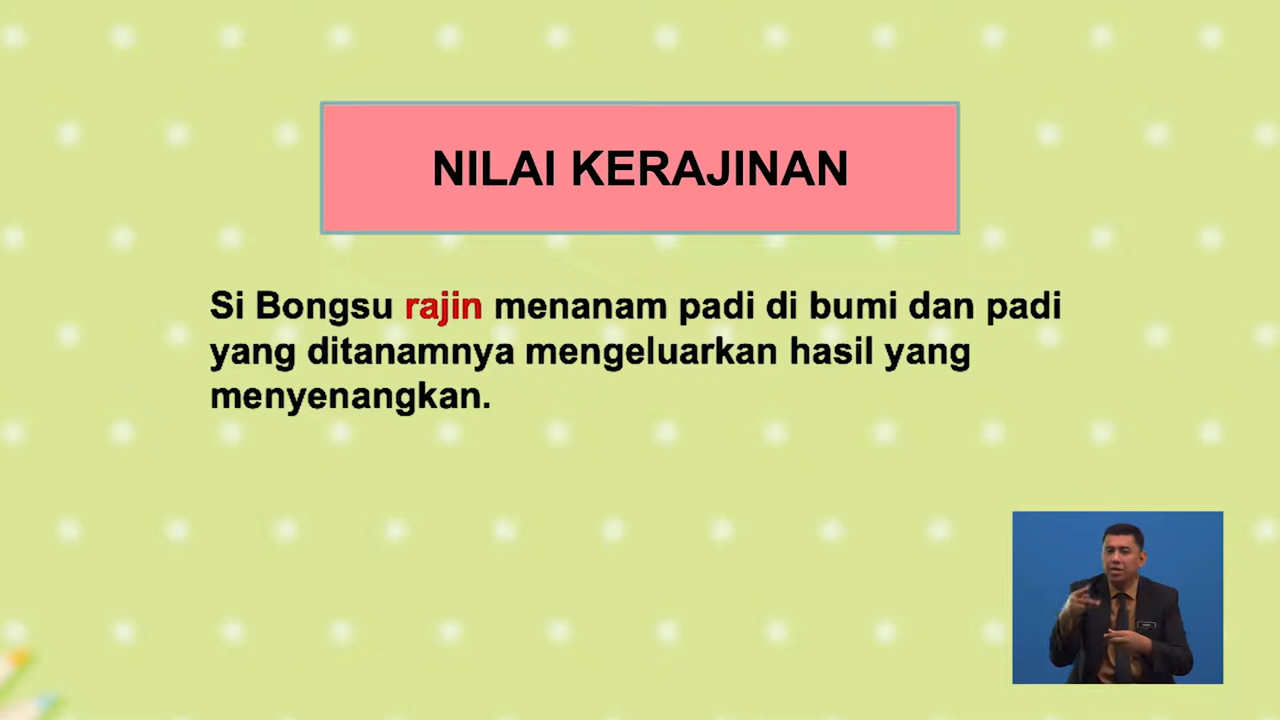 NILAI KERAJINAN
Si Bongsu rajin menanam padi di bumi dan padi
yang ditanamnya mengeluarkan hasil yang
menyenangkan.